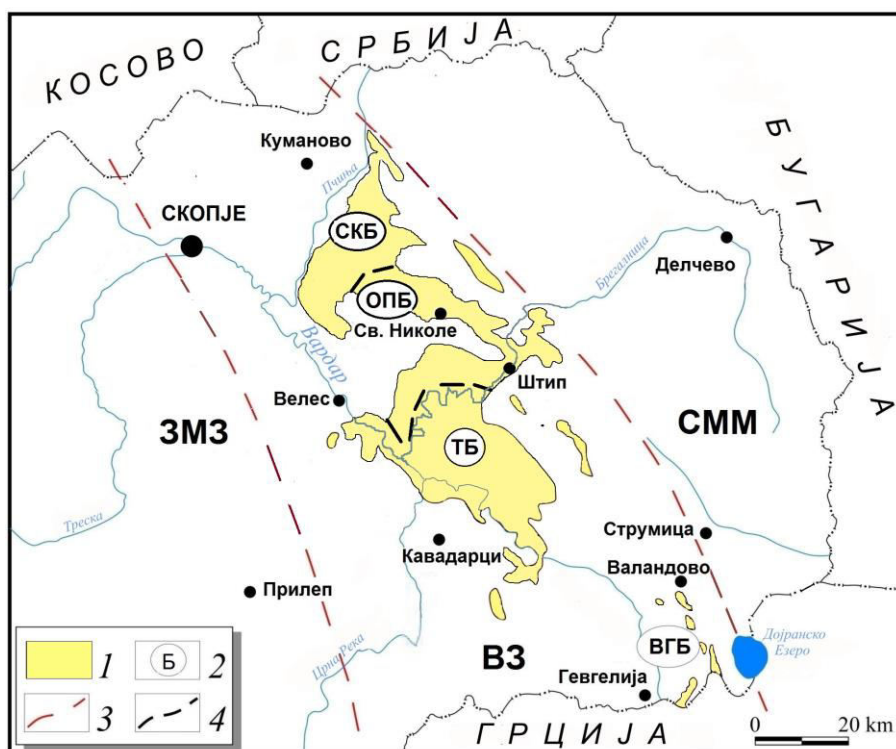 СРБИЈА
КОСОВО
БУГАРИЈА
Куманово
Пчиња
СКОПЈЕ
СКБ
Брегалница
Делчево
ОПБ
Св. Николе
Вардар
Штип
Велес
ЗМЗ
СММ
ТБ
Треска
Струмица
Кавадарци
Валандово
Прилеп
Црна Река
ВЗ
ВГБ
Дојранско
Езеро
Гевгелија
ГРЦИЈА
1
Б
2
3
4
0
20 km